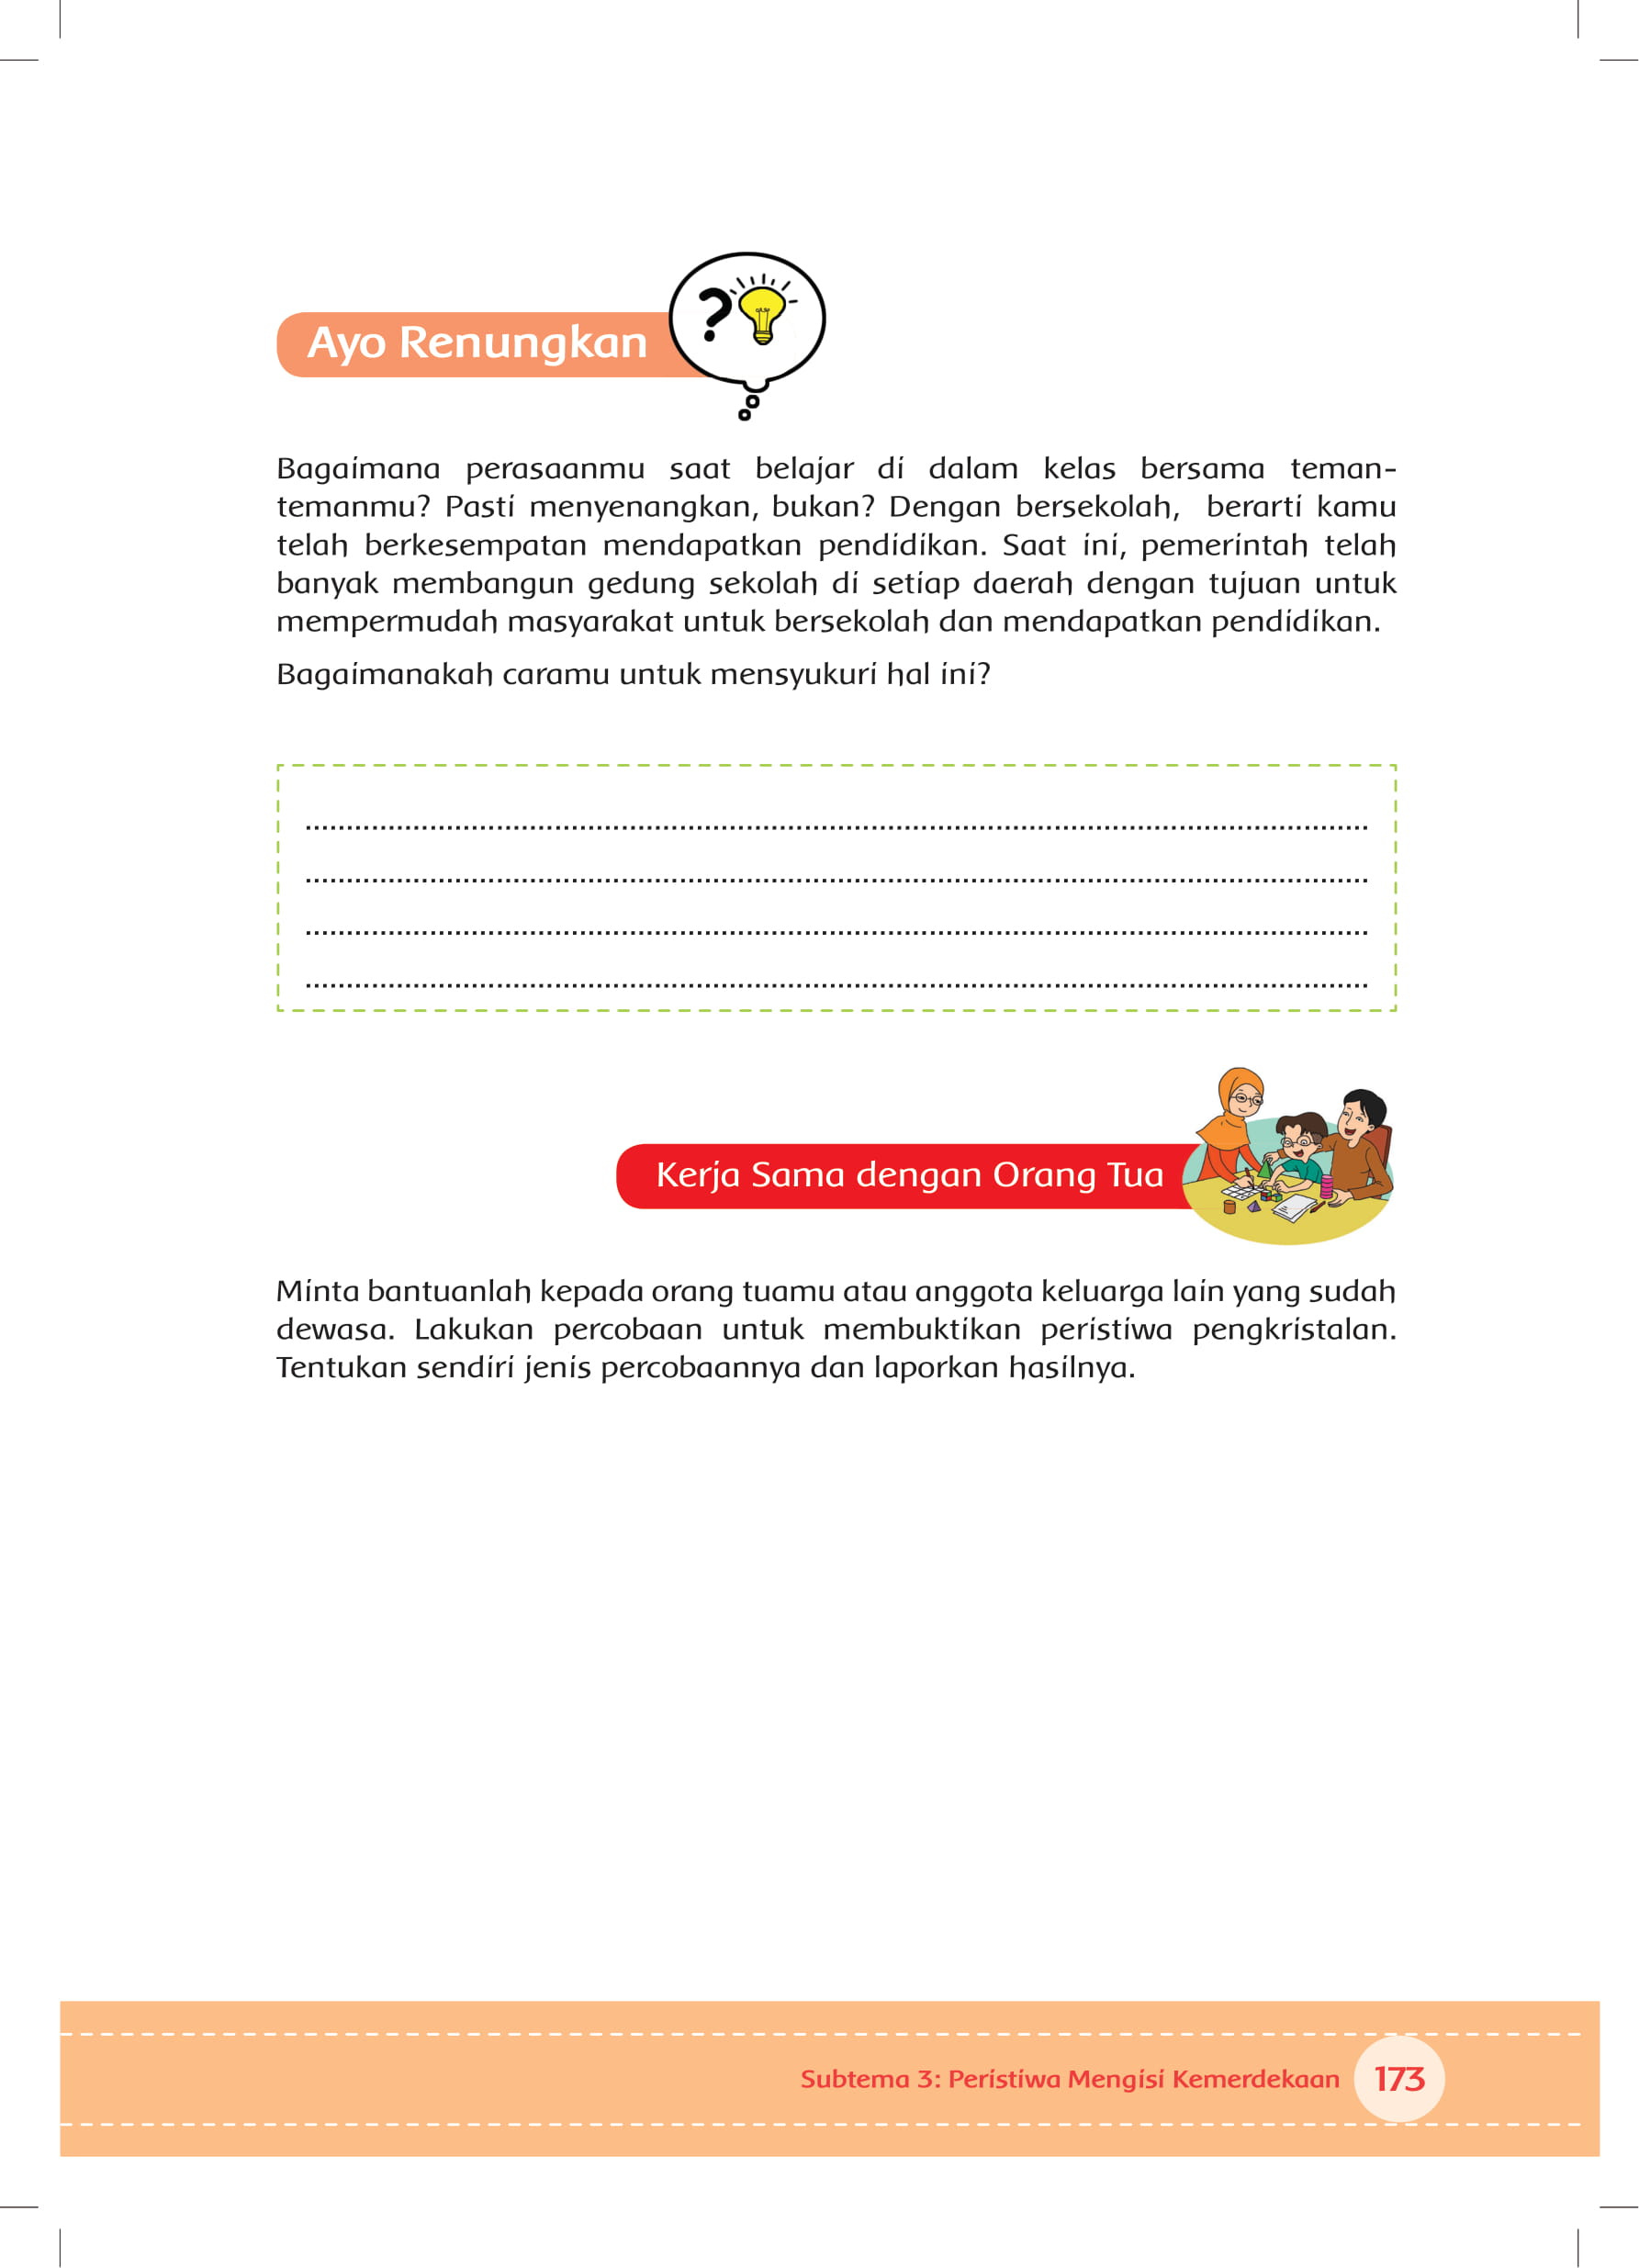 Ayo Renungkan
Bagaimana perasaanmu saat belajar di dalam kelas bersama teman-
temanmu? Pasti menyenangkan, bukan? Dengan bersekolah, berarti kamu
telah berkesempatan mendapatkan pendidikan. Saat ini, pemerintah telah
banyak membangun gedung sekolah di setiap daerah dengan tujuan untuk
mempermudah masyarakat untuk bersekolah dan mendapatkan pendidikan.
Bagaimanakah caramu untuk mensyukuri hal ini?
Kerja Sama dengan Orang Tua
Minta bantuanlah kepada orang tuamu atau anggota keluarga lain yang sudah
dewasa. Lakukan percobaan untuk membuktikan peristiwa pengkristalan.
Tentukan sendiri jenis percobaannya dan laporkan hasilnya.
Subtema 3: Peristiwa Mengisi Kemerdekaan 173